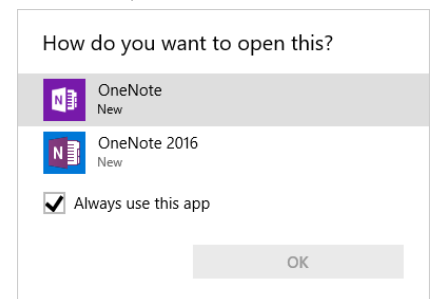 How do you want to open this?
N
OneNote
New
N
OneNote 2016
New
Always use this app
OK